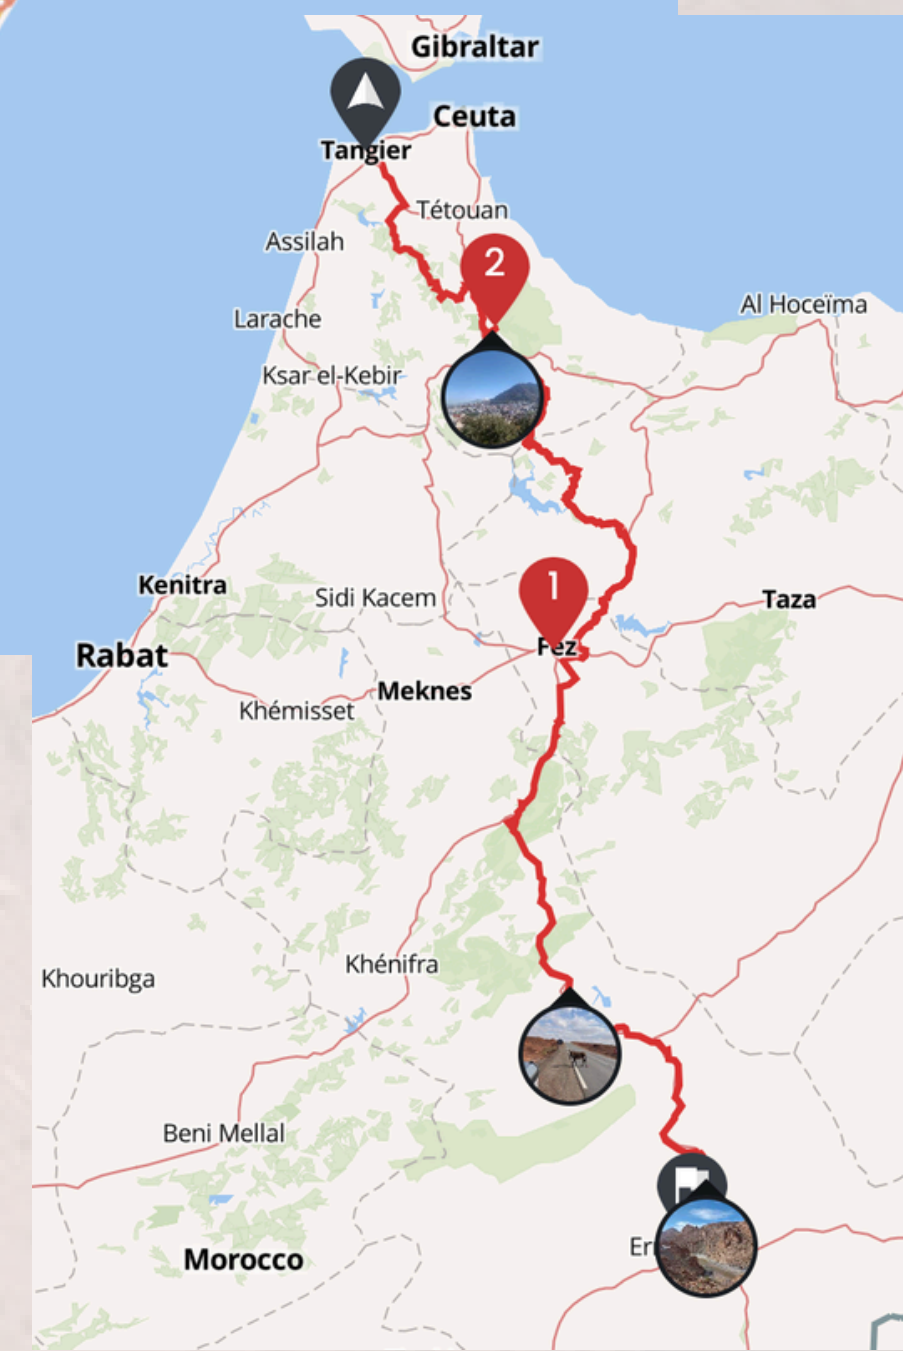 Gibraltar
Ceuta
Tangier
Tétouan
Assilah
2
Al Hoceïma
Larache
Ksar el-Kebir
1
Kenitra
Sidi Kacem
Taza
Fez
Rabat
Meknes
Khémisset
Khénifra
Khouribga
Beni Mellal
Morocco